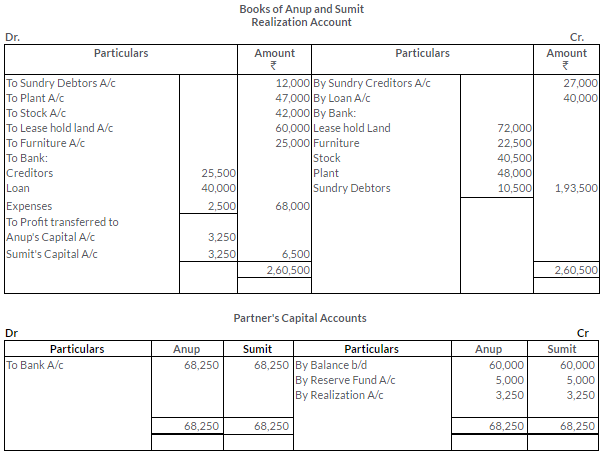 Books of Anup and Sumit
Realization Account
Dr. Cr.
Particulars Amount Particulars Amount
₹ ₹
To Sundry Debtors A/c 12,000 By Sundry Creditors A/c 27,000
To Plant A/c 47,000 By Loan A/c 40,000
To Stock A/c 42,000 By Bank:
To Lease hold land A/c 60,000 Lease hold Land 72,000
To Furniture A/c 25,000 Furniture 22,500
To Bank: Stock 40,500
Creditors 25,500 Plant 48,000
Loan 40,000 Sundry Debtors 10,500 1,93,500
Expenses 2,500 68,000
To Profit transferred to
Anup's Capital A/c 3,250
Sumit's Capital A/c 3,250 6,500
2,60,500 2,60,500
Partner's Capital Accounts
Dr Cr
Particulars Anup Sumit Particulars Anup Sumit
To Bank A/c 68,250 68,250 By Balance b/d 60,000 60,000
By Reserve Fund A/c 5,000 5,000
By Realization A/c 3,250 3,250
68,250 68,250 68,250 68,250